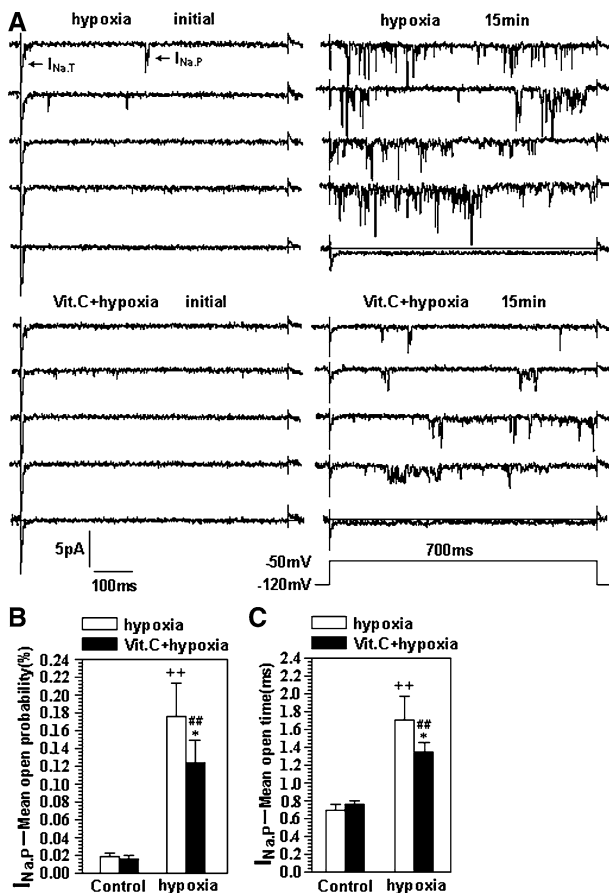 A
hypoxia initial
hypoxia 15min
I Na.T
I Na.P
Vit.C+hypoxia initial
Vit.C+hypoxia 15min
5pA
100ms
700ms
-50mV
-120mV
B
hypoxia
Vit.C+hypoxia
I Na.P—Mean open probability(%)
0.24
0.22
0.20
0.18
0.16
0.14
0.12
0.10
0.08
0.06
0.04
0.02
0.00
++
##
*
Control hypoxia
C
hypoxia
Vit.C+hypoxia
I Na.P—Mean open time(ms)
2.4
2.2
2.0
1.8
1.6
1.4
1.2
1.0
0.8
0.6
0.4
0.2
0.0
++
##
*
Control hypoxia